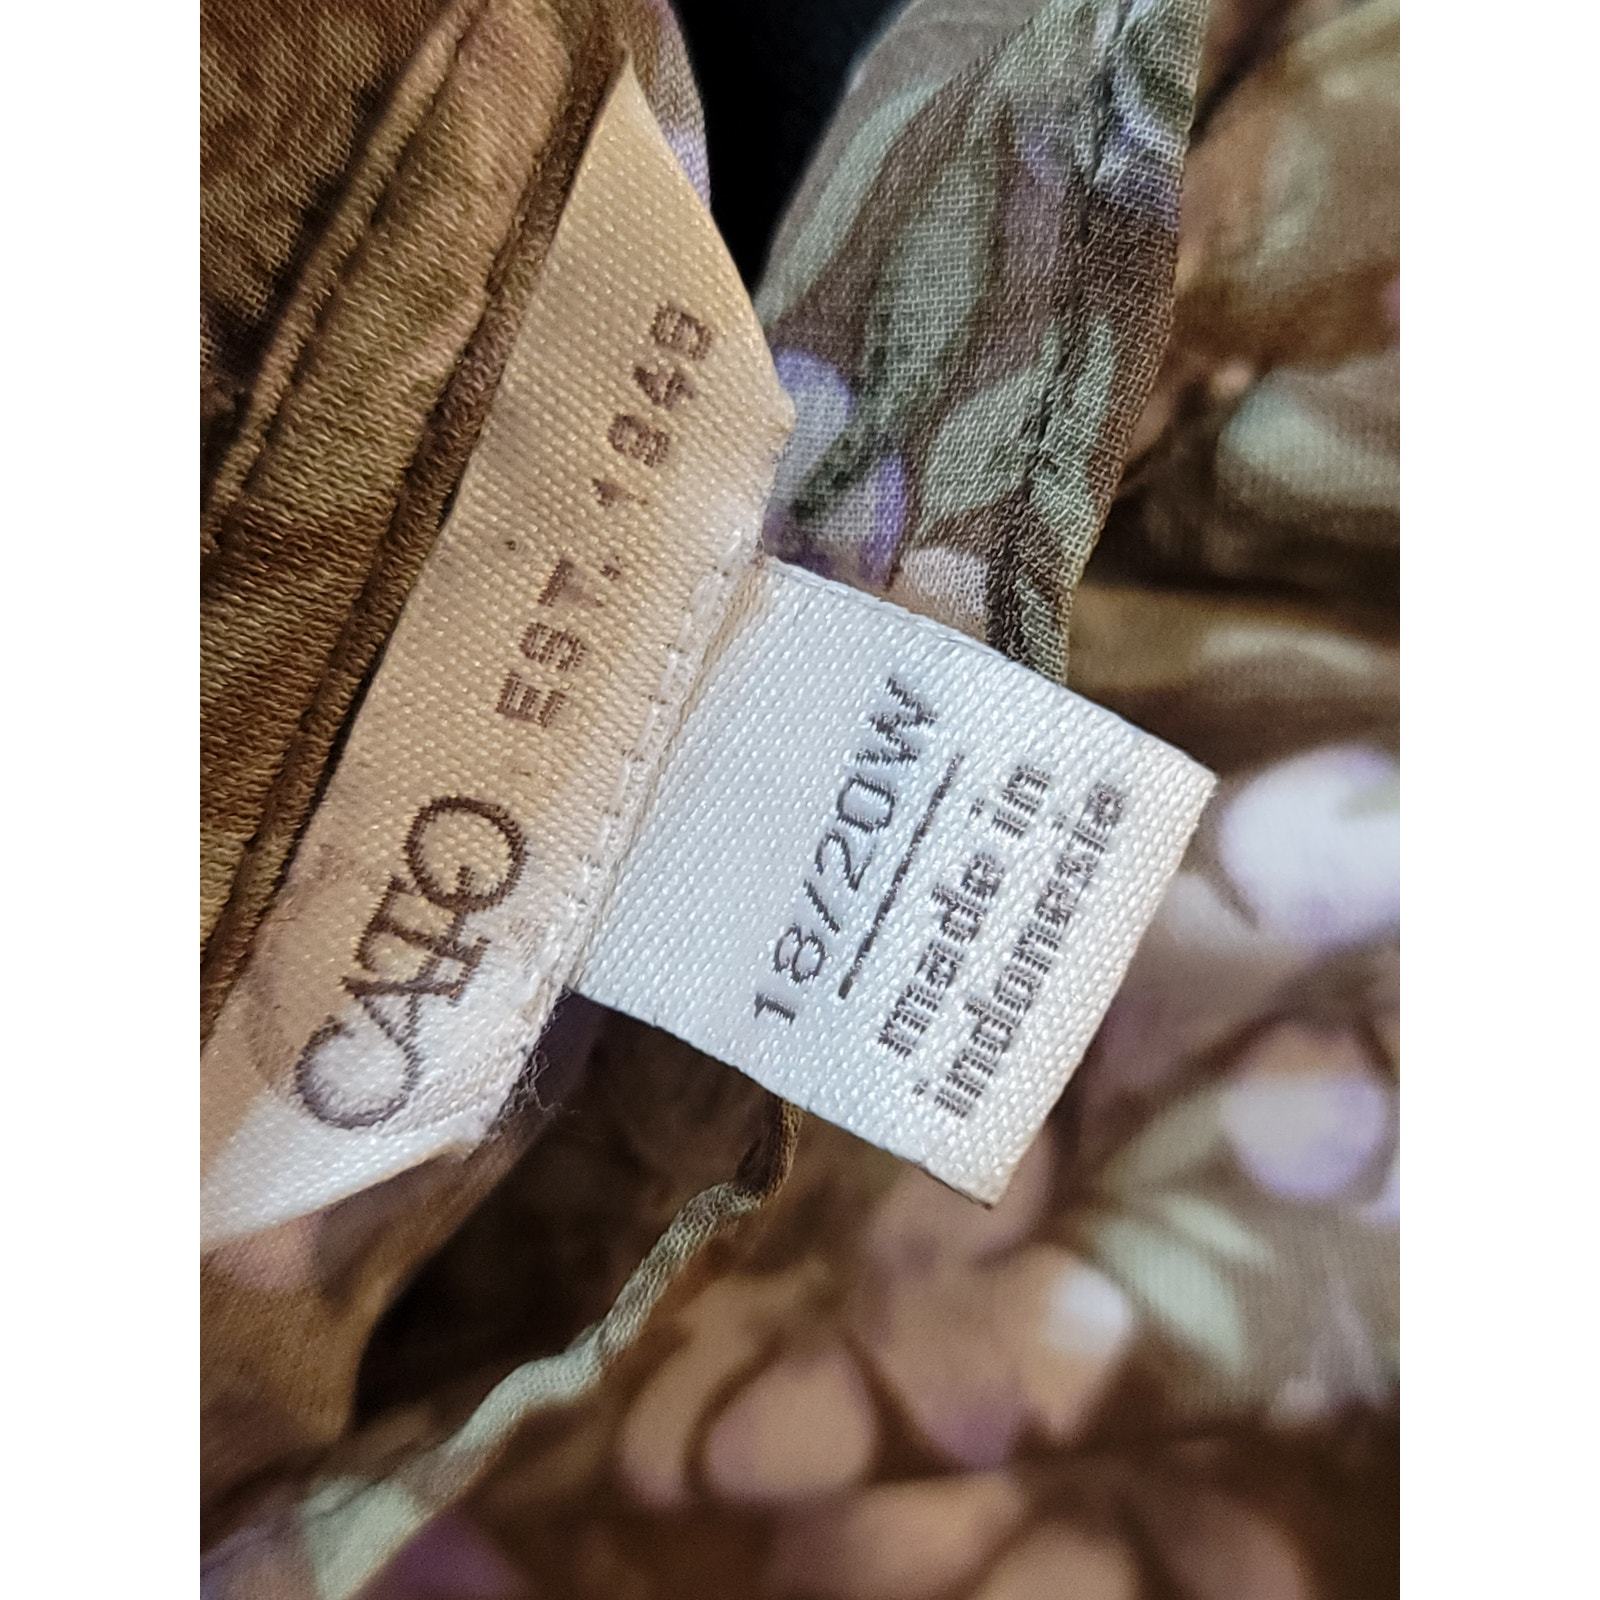 CATO EST. 1946
18/20W
made in
indonesia